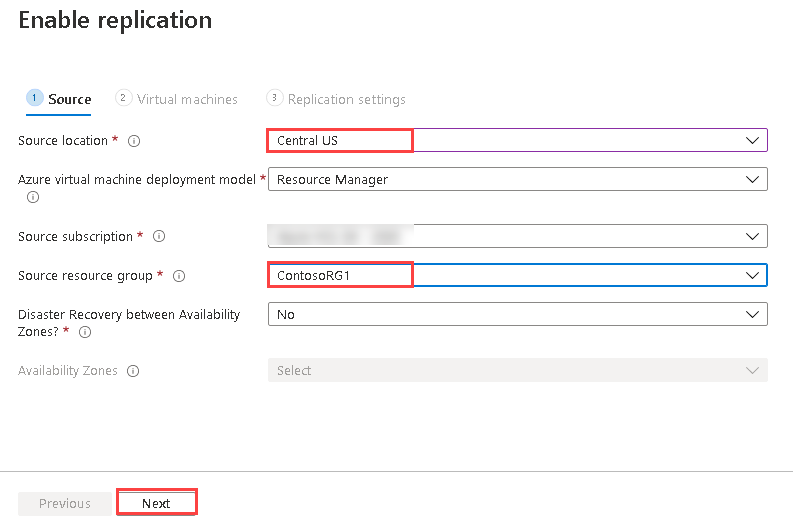 Enable replication
1 Source 2 Virtual machines 3 Replication settings
Source location * Central US
Azure virtual machine deployment model * Resource Manager
Source subscription *
Source resource group * ContosoRG1
Disaster Recovery between Availability No
Zones? *
Availability Zones Select
Previous Next